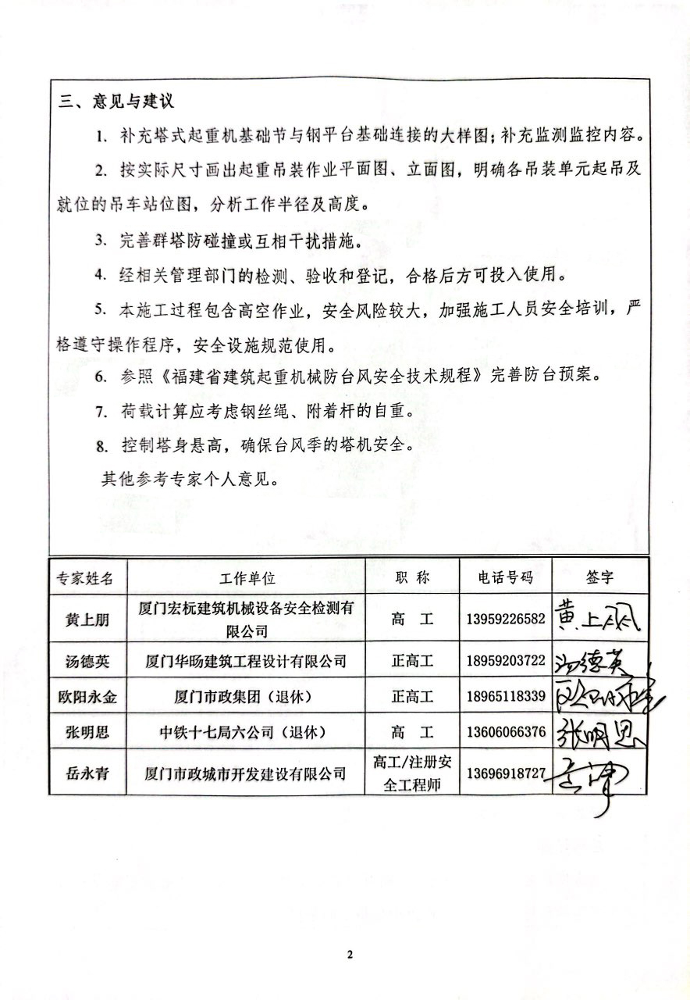 三、意见与建议
1. 补充塔式起重机基础节与钢平台基础连接的大样图;补充监测监控内容。
2. 按实际尺寸画出起重吊装作业平面图、立面图，明确各吊装单元起吊及
就位的吊车站位图，分析工作半径及高度。
3. 完善群塔防碰撞或互相干扰措施。
4. 经相关管理部门的检测、验收和登记，合格后方可投入使用。
5. 本施工过程包含高空作业，安全风险较大，加强施工人员安全培训，严
格遵守操作程序，安全设施规范使用。
6. 参照《福建省建筑起重机械防台风安全技术规程》完善防台预案。
7. 荷载计算应考虑钢丝绳、附着杆的自重。
8. 控制塔身悬高，确保台风季的塔机安全。
其他参考专家个人意见。
专家姓名 工作单位 职 称 电话号码 签字
黄上朋 厦门宏标建筑机械设备安全检测有
限公司 高 工 13959226582 黄上朋
汤德英 厦门华旸建筑工程设计有限公司 正高工 18959203722 汤德英
欧阳永金 厦门市政集团（退休） 正高工 18965118339 欧阳永金
张明思 中铁十七局六公司（退休） 高 工 13606066376 张明思
岳永青 厦门市政城市开发建设有限公司 高工/注册安
全工程师 13696918727
2